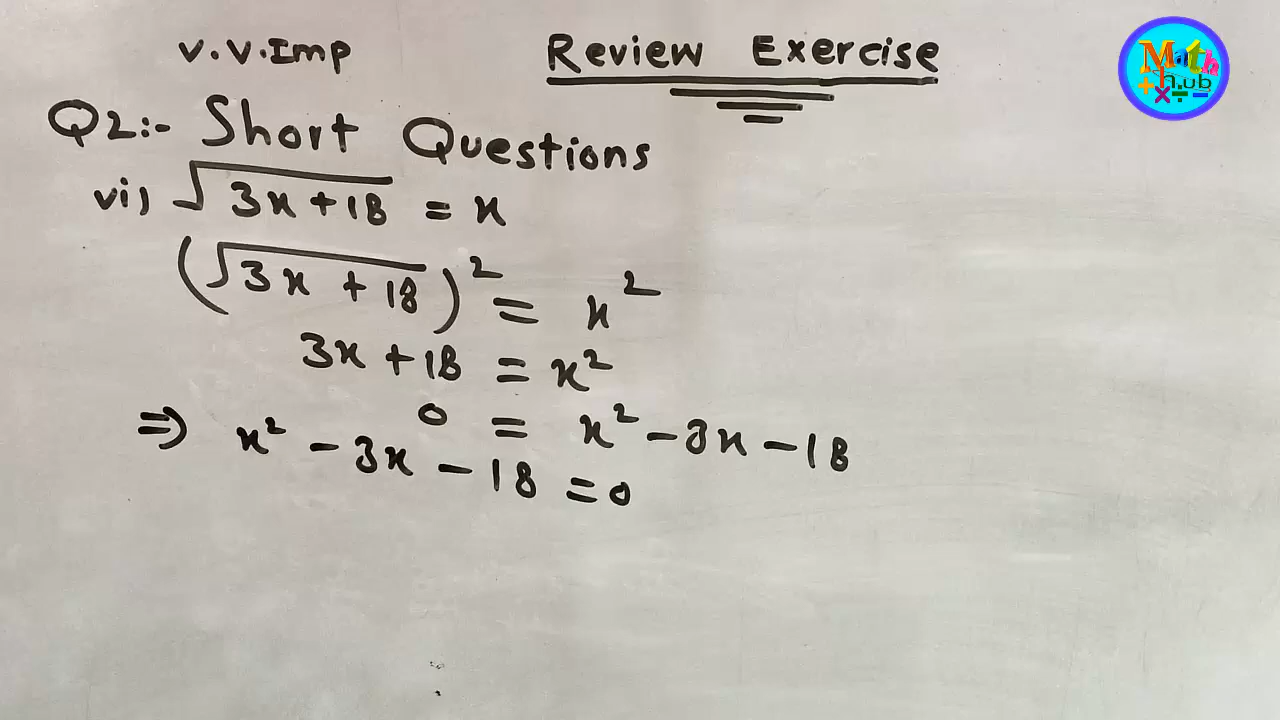 v.v.Imp Review Exercise
Math hub
Q2:- Short Questions
vi) √3x+18 = x
(√3x + 18)² = x²
3x + 18 = x²
0 = x² - 3x - 18
⇒ x² - 3x - 18 = 0